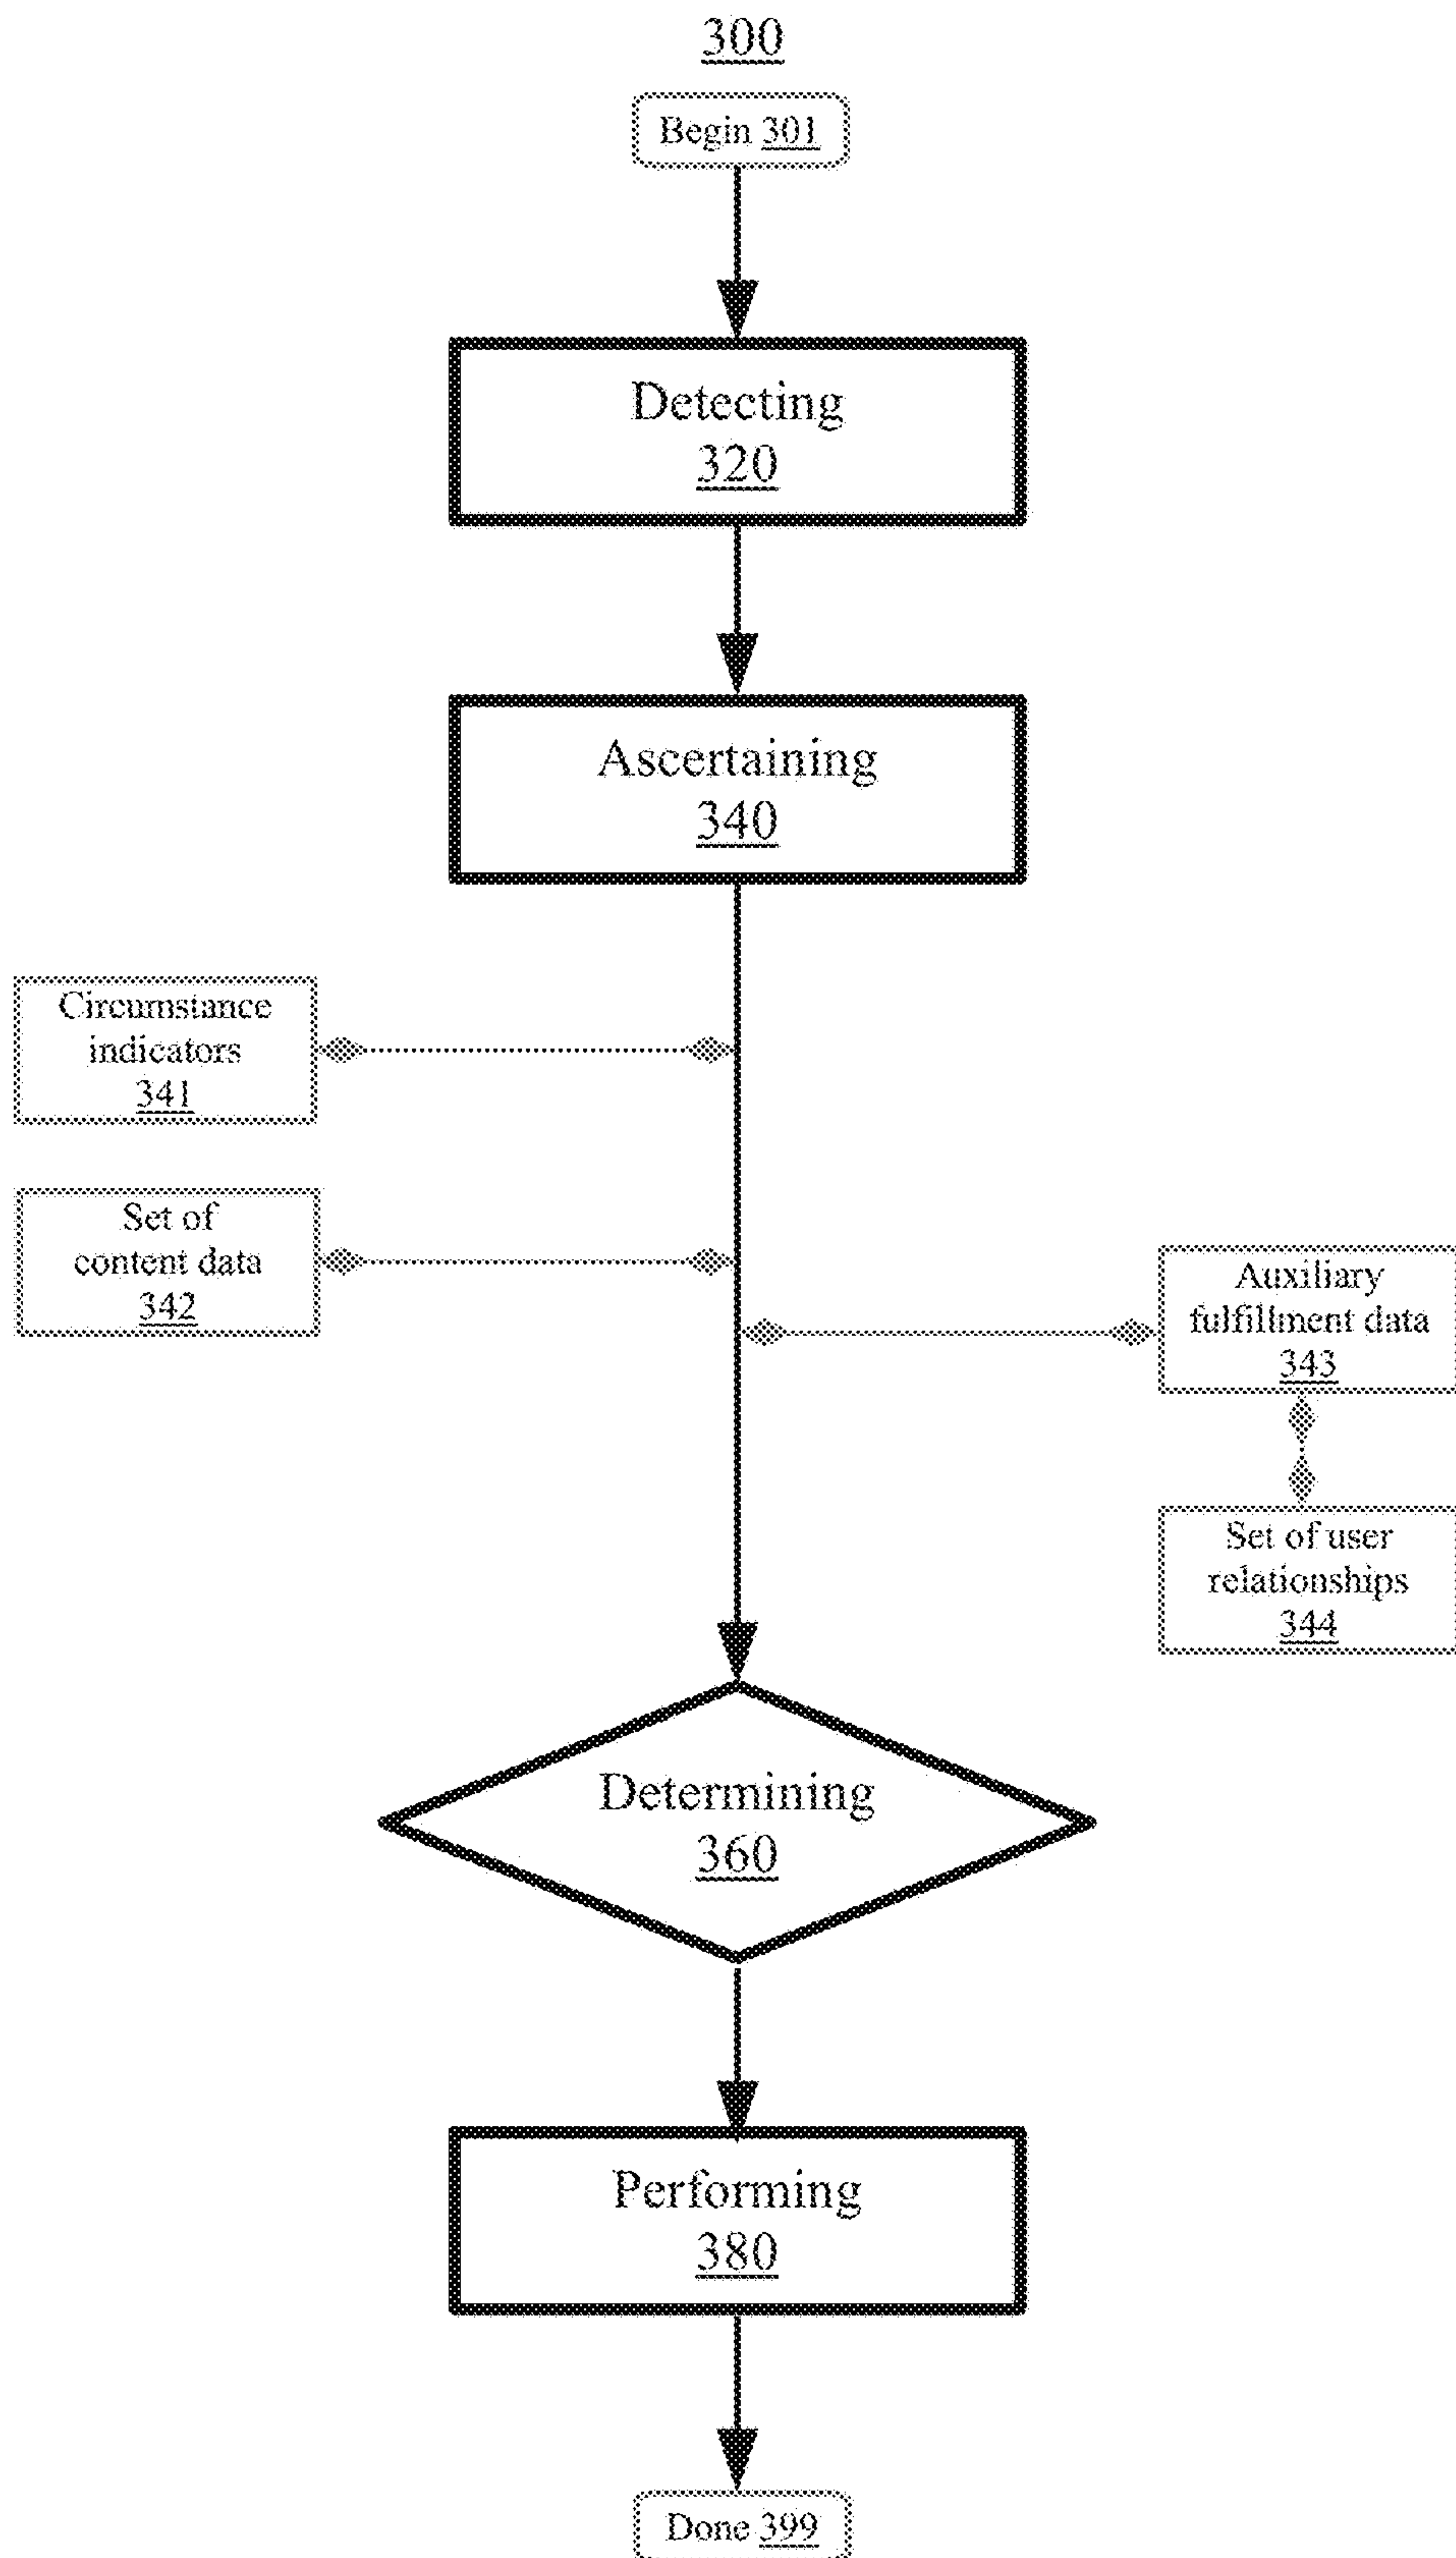 300
Begin 301
Detecting
320
Ascertaining
340
Circumstance
indicators
341
Set of
content data
342
Auxiliary
fulfillment data
343
Set of user
relationships
344
Determining
360
Performing
380
Done 399